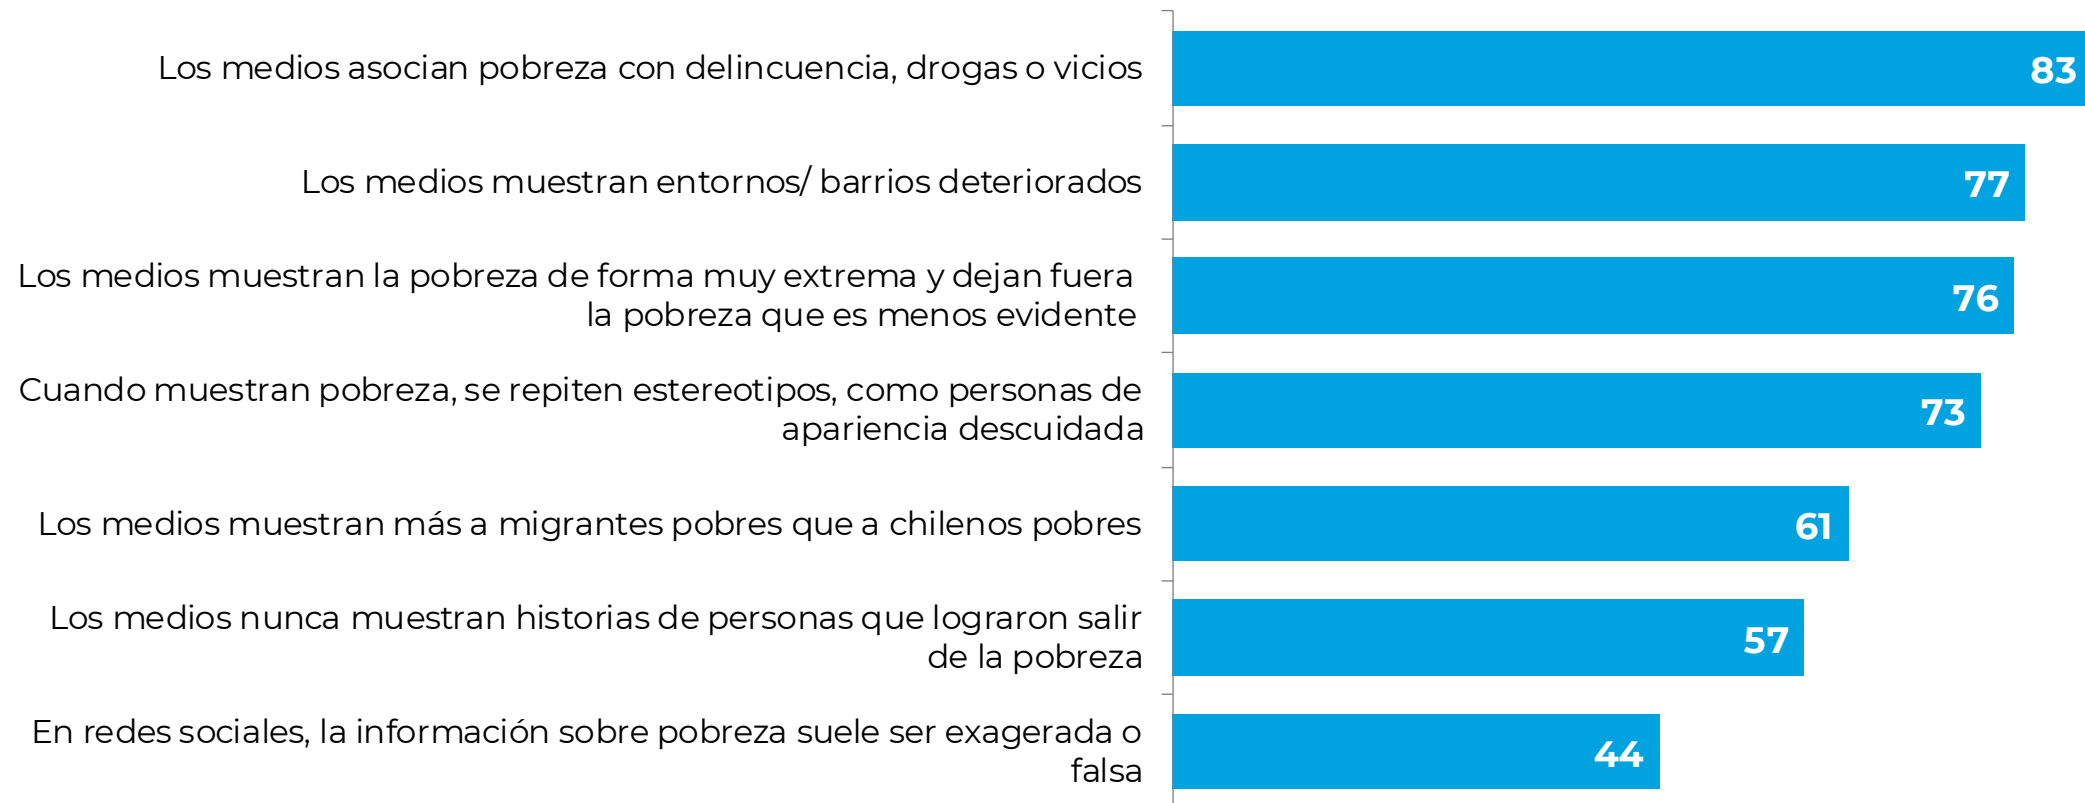 Los medios asocian pobreza con delincuencia, drogas o vicios
83
Los medios muestran entornos/ barrios deteriorados
77
Los medios muestran la pobreza de forma muy extrema y dejan fuera
la pobreza que es menos evidente
76
Cuando muestran pobreza, se repiten estereotipos, como personas de
apariencia descuidada
73
Los medios muestran más a migrantes pobres que a chilenos pobres
61
Los medios nunca muestran historias de personas que lograron salir
de la pobreza
57
En redes sociales, la información sobre pobreza suele ser exagerada o
falsa
44